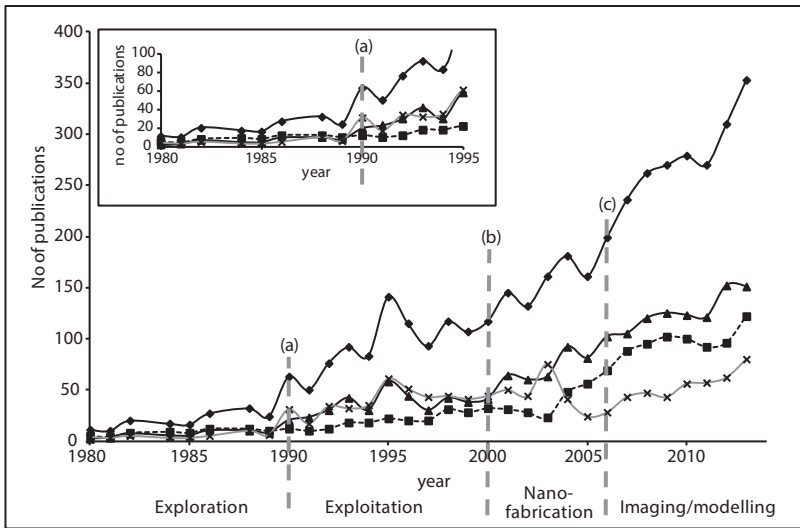 400
350
300
250
200
150
100
50
0
No of publications
1980 1985 1990 1995 2000 2005 2010
year
(a)
(b)
(c)
Exploration Exploitation Nano-
fabrication Imaging/modelling
(a)
100
80
60
40
20
0
no of publications
1980 1985 1990 1995
year